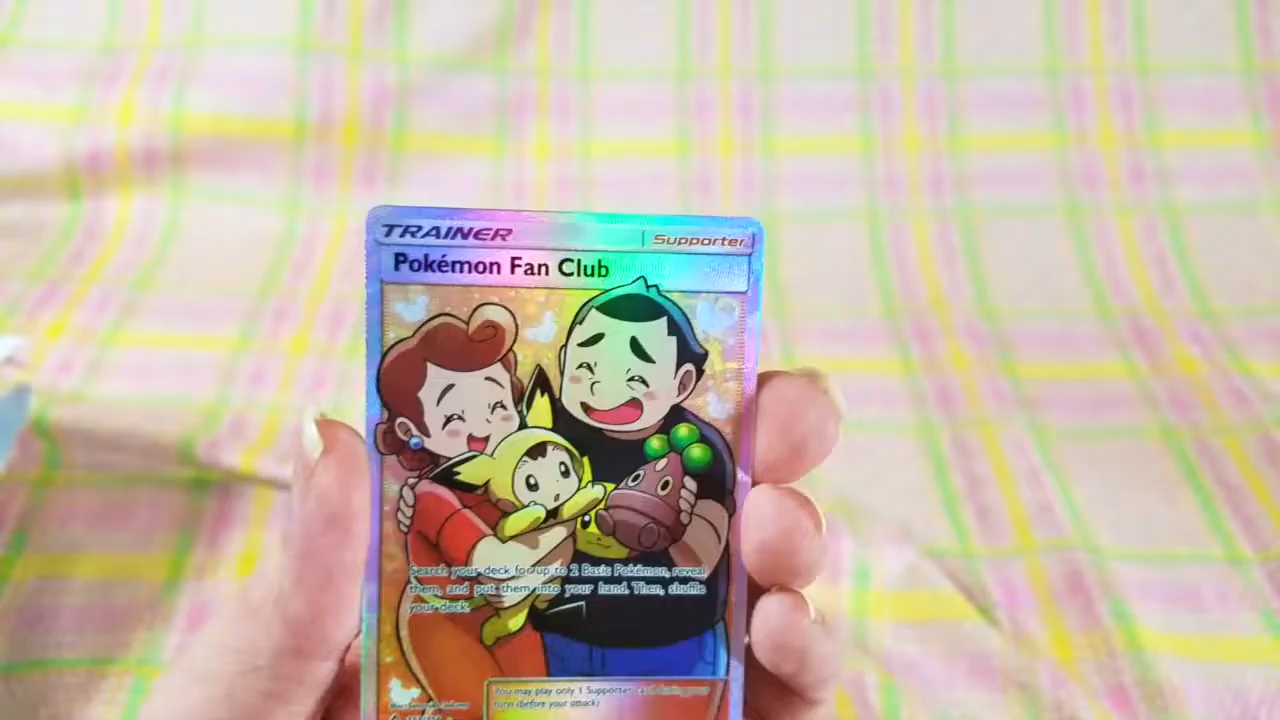 TRAINER
Supporter
Pokémon Fan Club
Search your deck for up to 2 Basic Pokémon, reveal
them, and put them into your hand. Then, shuffle
your deck.
You may play only 1 Supporter card during your
turn (before your attack).